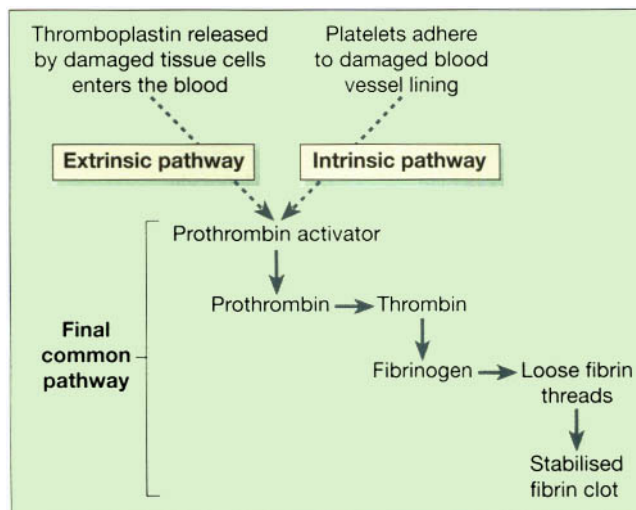 Thromboplastin released
by damaged tissue cells
enters the blood
Platelets adhere
to damaged blood
vessel lining
Extrinsic pathway
Intrinsic pathway
Prothrombin activator
Prothrombin
Thrombin
Final
common
pathway
Fibrinogen
Loose fibrin
threads
Stabilised
fibrin clot